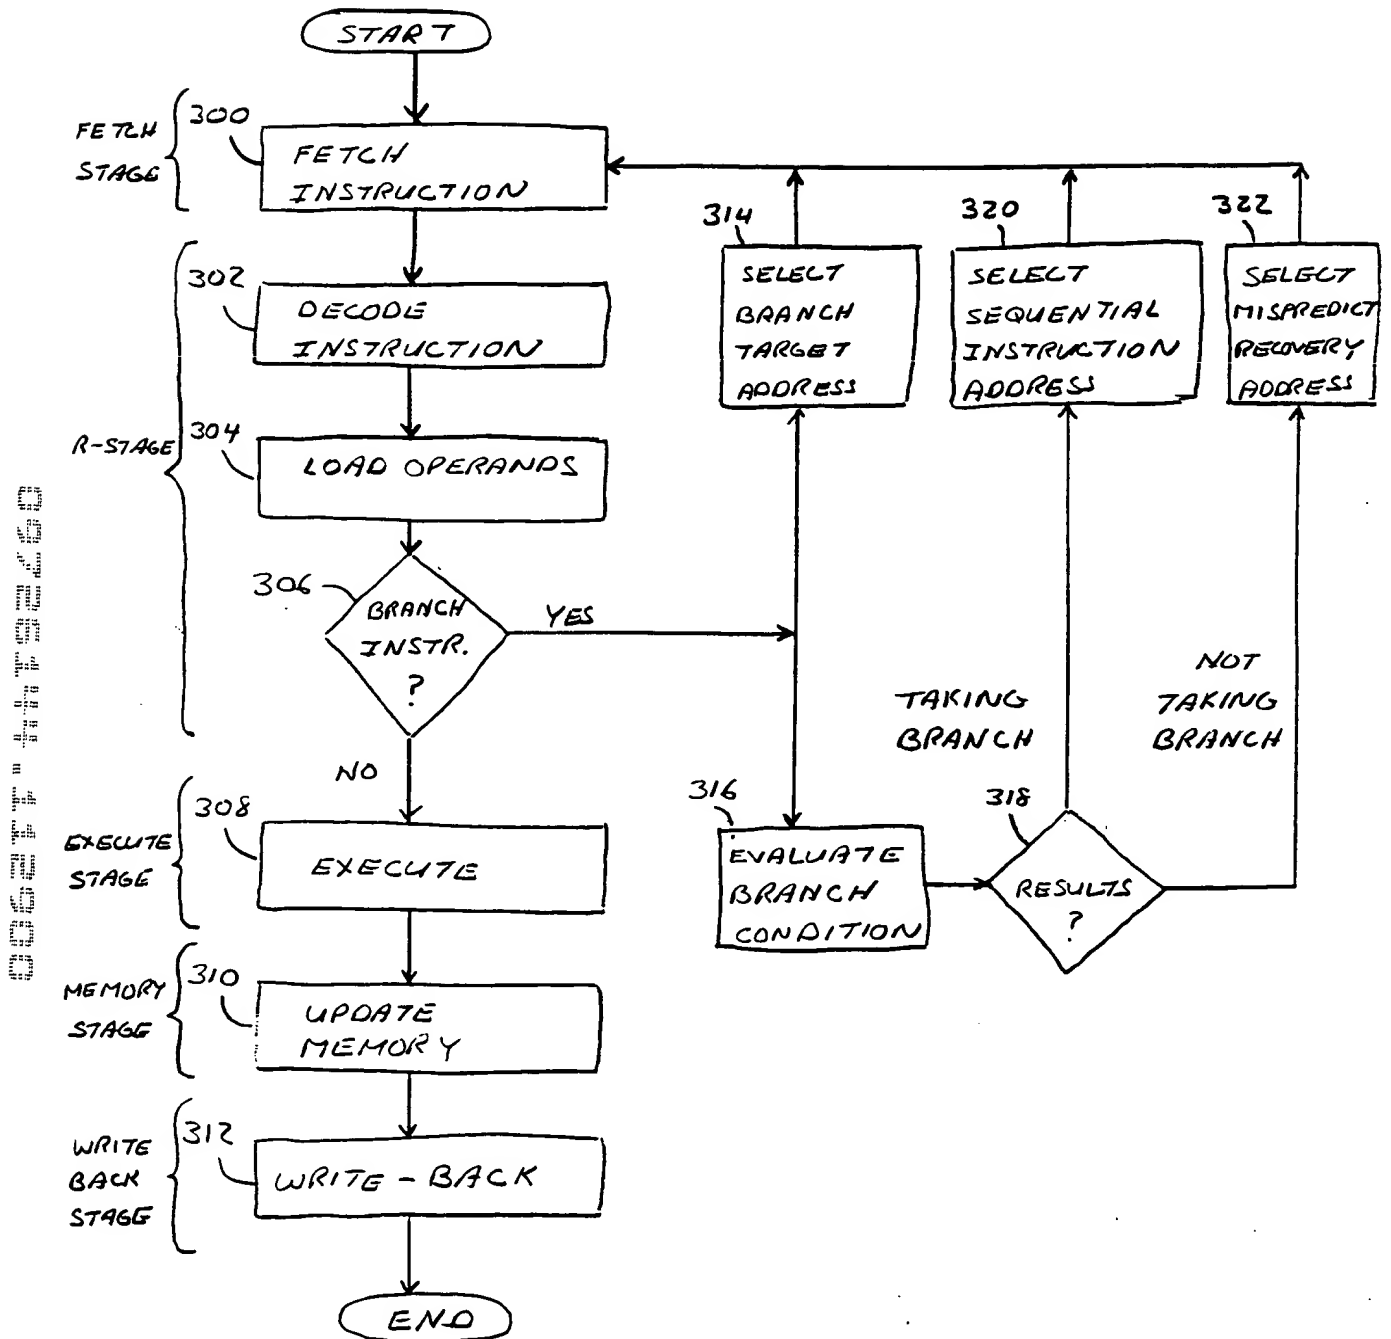 START
FETCH
STAGE
300
FETCH
INSTRUCTION
R-STAGE
302
DECODE
INSTRUCTION
304
LOAD OPERANDS
306
BRANCH
INSTR.
?
YES
NO
314
SELECT
BRANCH
TARGET
ADDRESS
320
SELECT
SEQUENTIAL
INSTRUCTION
ADDRESS
322
SELECT
MISPREDICT
RECOVERY
ADDRESS
TAKING
BRANCH
NOT
TAKING
BRANCH
316
EVALUATE
BRANCH
CONDITION
318
RESULTS
?
EXECUTE
STAGE
308
EXECUTE
MEMORY
STAGE
310
UPDATE
MEMORY
WRITE
BACK
STAGE
312
WRITE - BACK
END